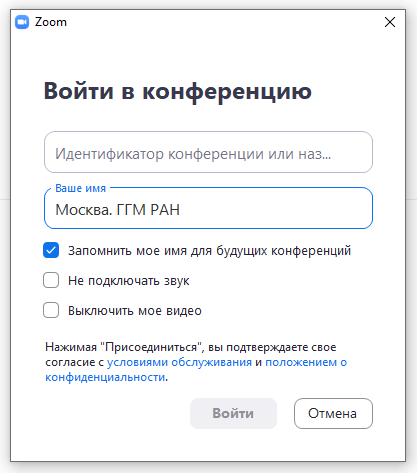 Zoom
Войти в конференцию
Идентификатор конференции или наз...
Ваше имя
Москва. ГГМ РАН
Запомнить мое имя для будущих конференций
Не подключать звук
Выключить мое видео
Нажимая "Присоединиться", вы подтверждаете свое
согласие с условиями обслуживания и положением о
конфиденциальности.
Войти
Отмена